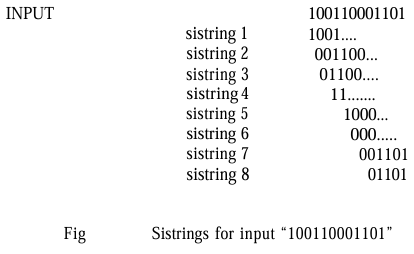 INPUT 100110001101
sistring 1 1001....
sistring 2 001100...
sistring 3 01100....
sistring 4 11.......
sistring 5 1000...
sistring 6 000.....
sistring 7 001101
sistring 8 01101
Fig Sistrings for input “100110001101”